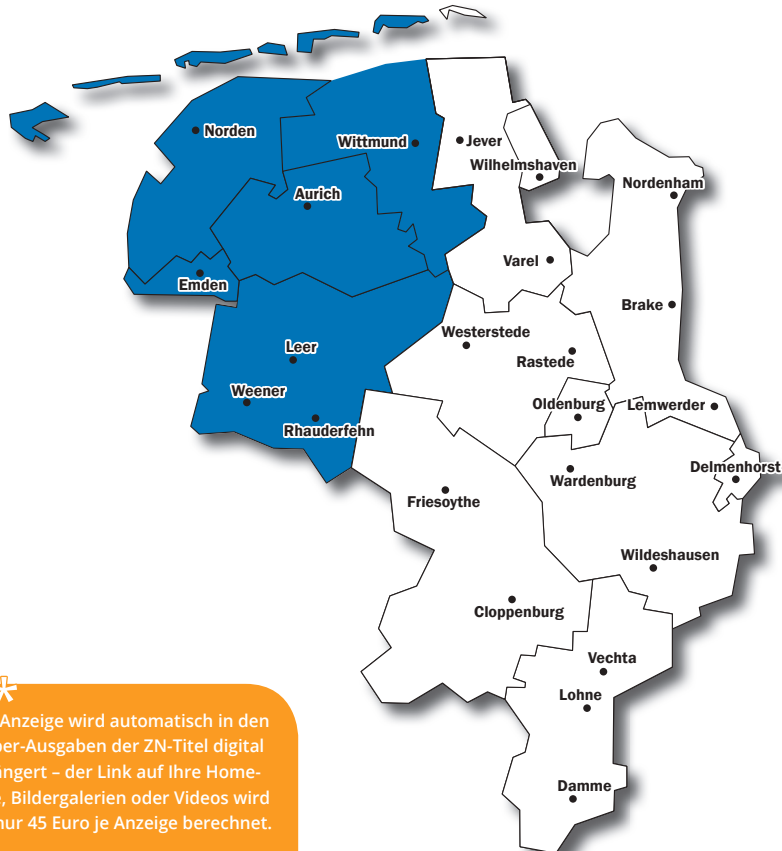 Norden
Wittmund
Jever
Wilhelmshaven
Nordenham
Aurich
Varel
Emden
Brake
Westerstede
Leer
Rastede
Weener
Oldenburg
Lemwerder
Rhauderfehn
Delmenhorst
Wardenburg
Friesoythe
Wildeshausen
Cloppenburg
Vechta
Lohne
Damme
*
Anzeige wird automatisch in den
er-Ausgaben der ZN-Titel digital
ngert – der Link auf Ihre Home-
, Bildergalerien oder Videos wird
nur 45 Euro je Anzeige berechnet.